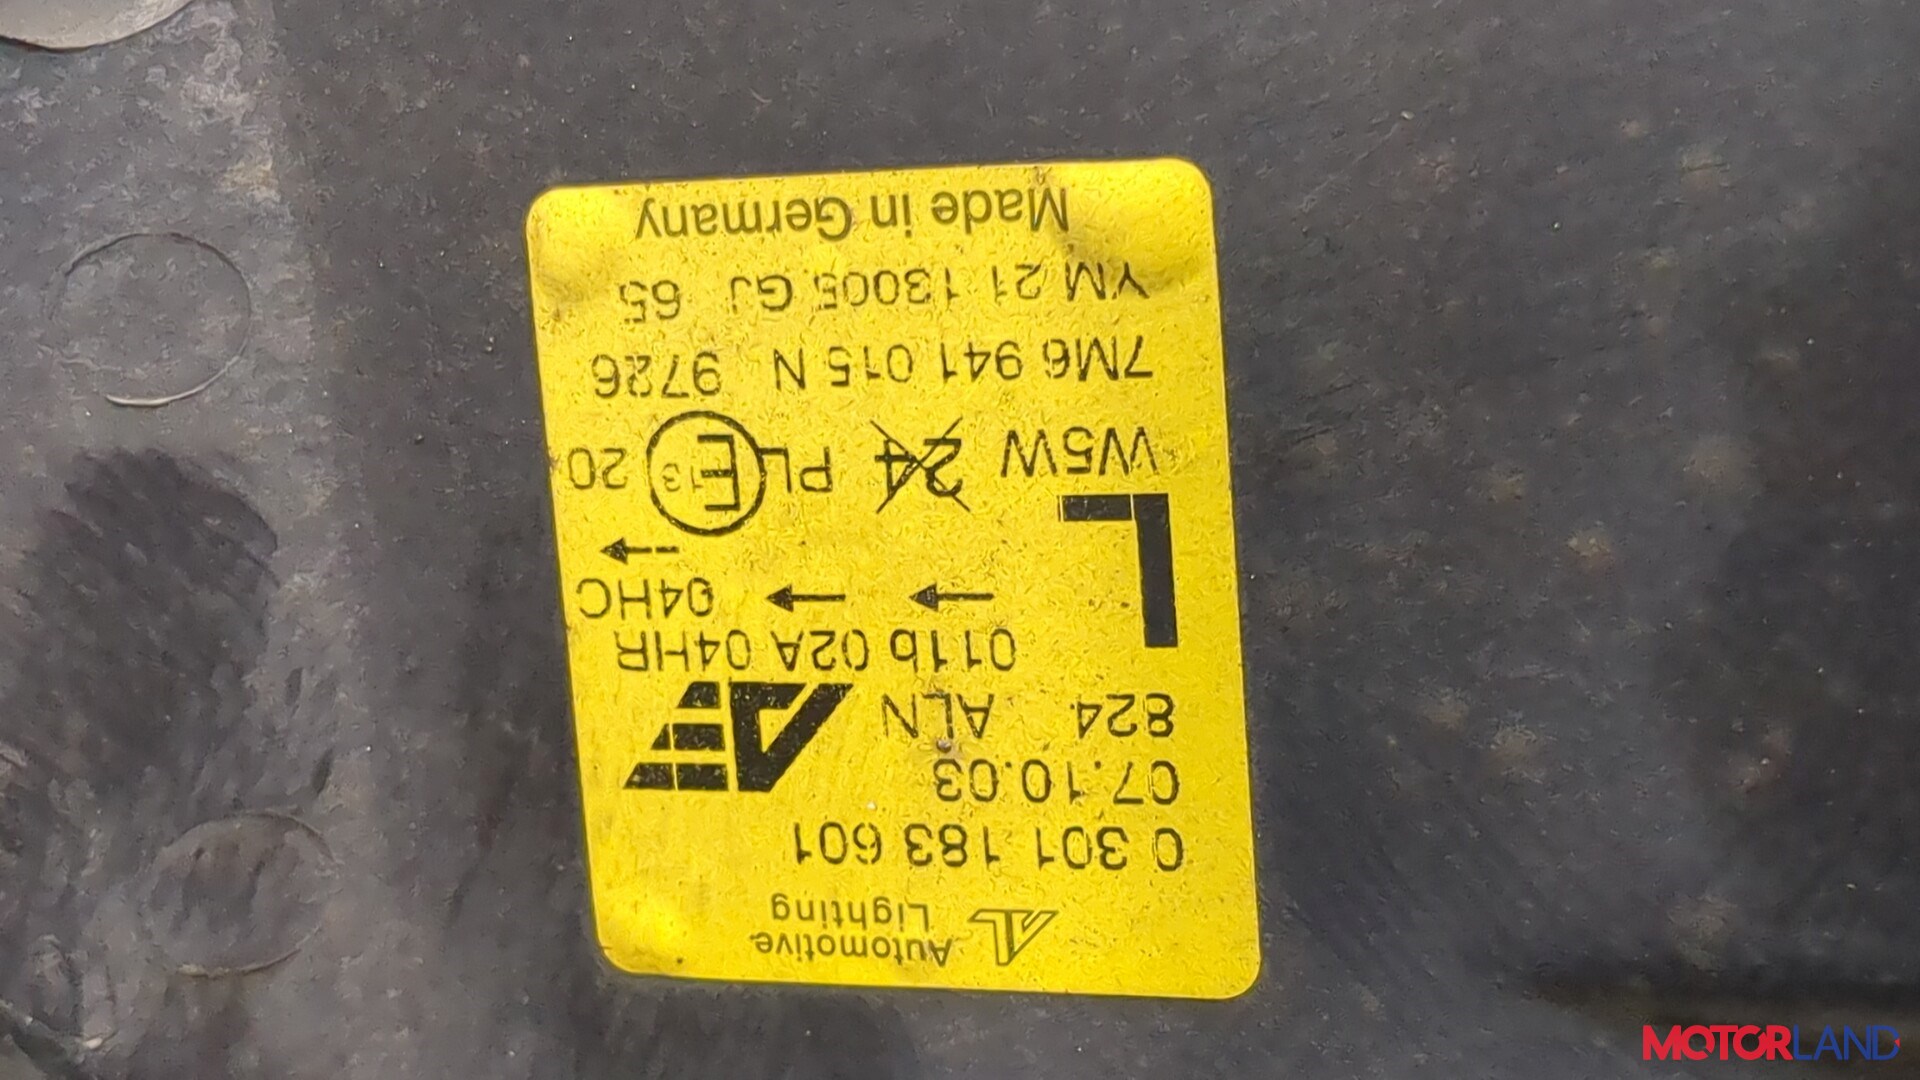 Automotive
Lighting
0 301 183 601
07.10.03
824 ALN
011b 02A 04HR
04HC
L
W5W 24 PL E 13 20
7M6 941 015 N 9726
YM 21 13005 GJ 65
Made in Germany
MOTORLAND